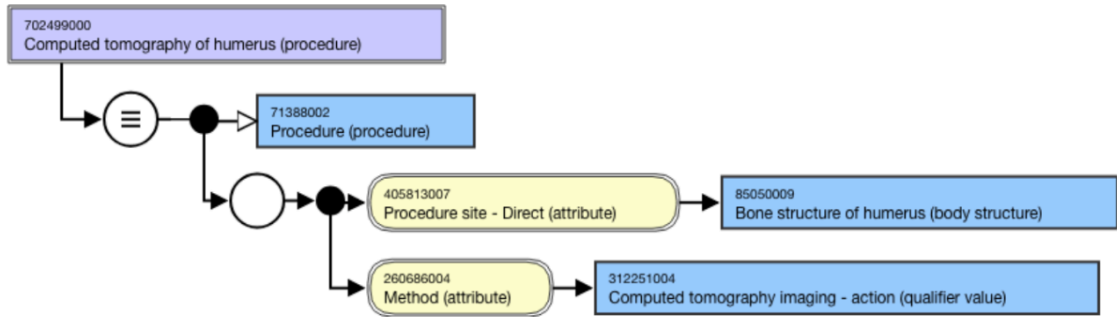 702499000
Computed tomography of humerus (procedure)
71388002
Procedure (procedure)
405813007
Procedure site - Direct (attribute)
85050009
Bone structure of humerus (body structure)
260686004
Method (attribute)
312251004
Computed tomography imaging - action (qualifier value)